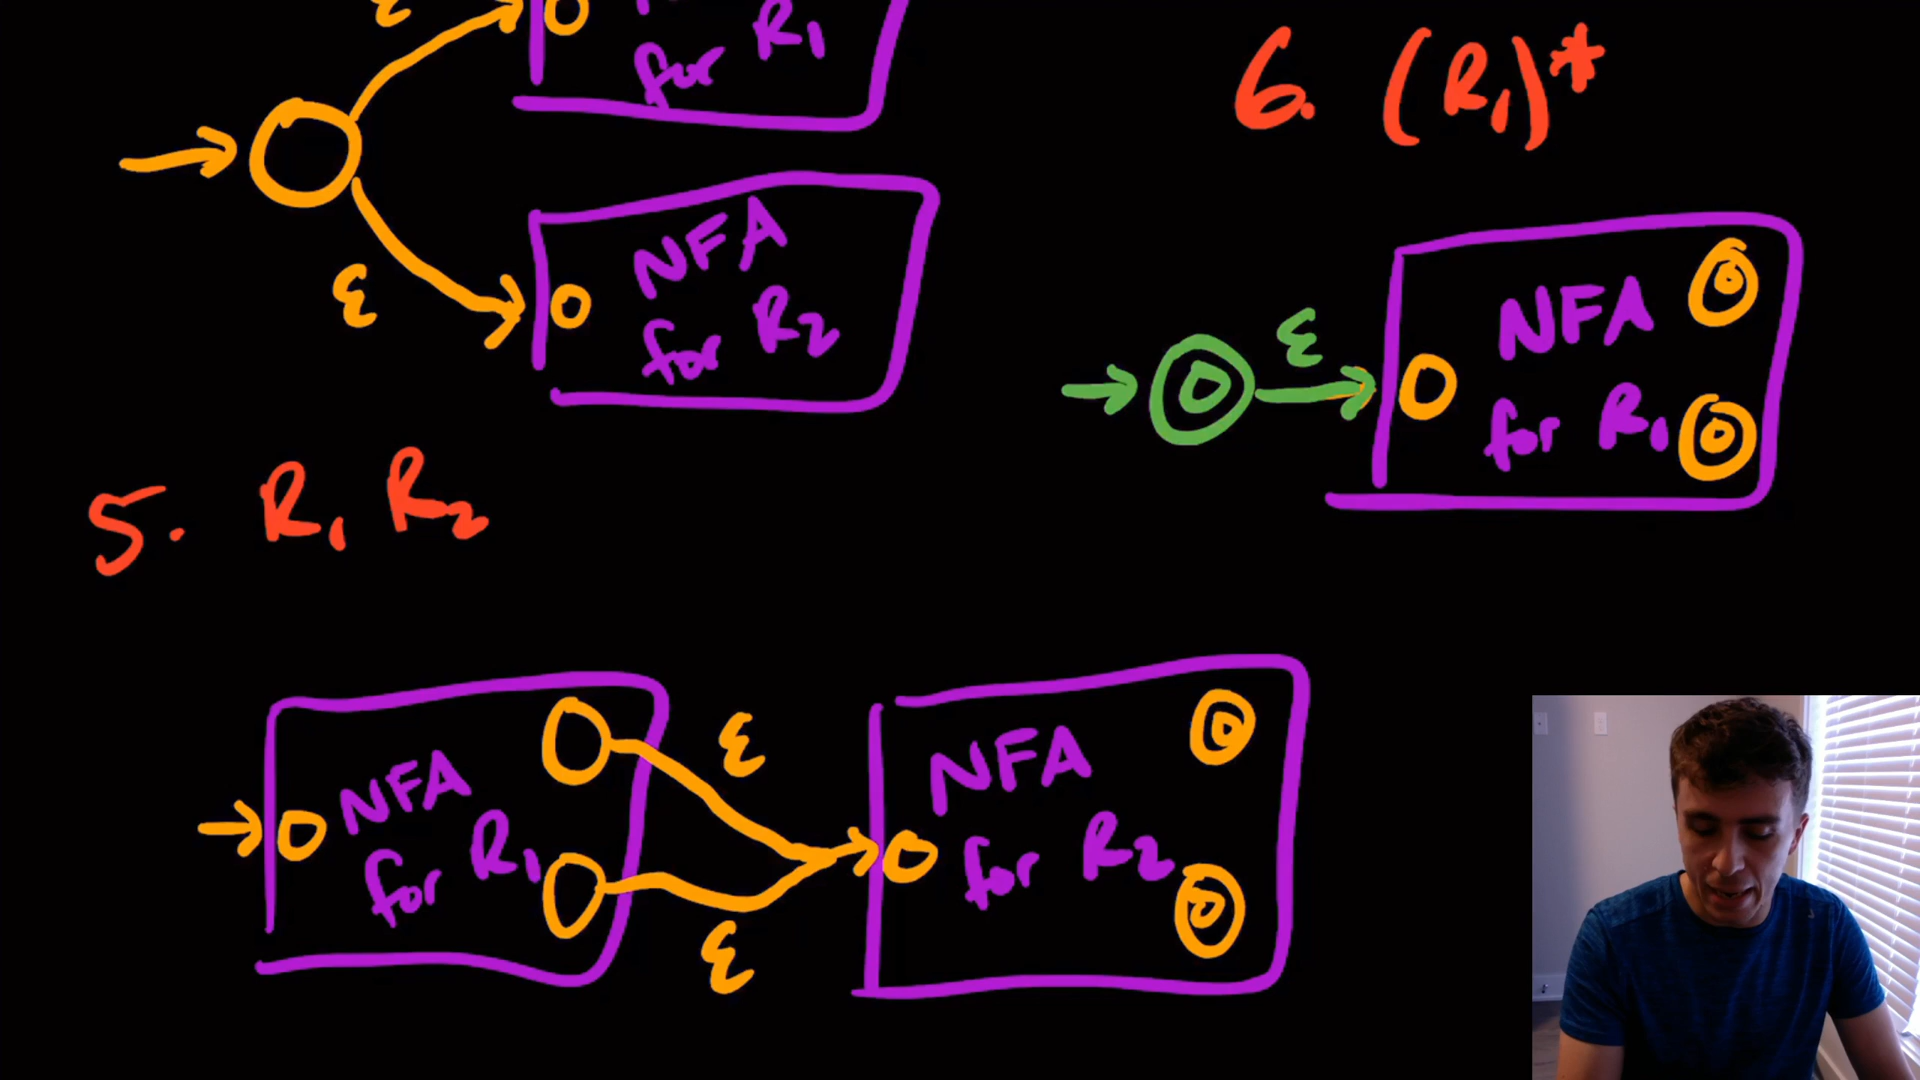 ε
for R₁
NFA
for R₂
ε
5. R₁ R₂
NFA
for R₁
ε
ε
NFA
for R₂
6. (R₁)*
ε
NFA
for R₁